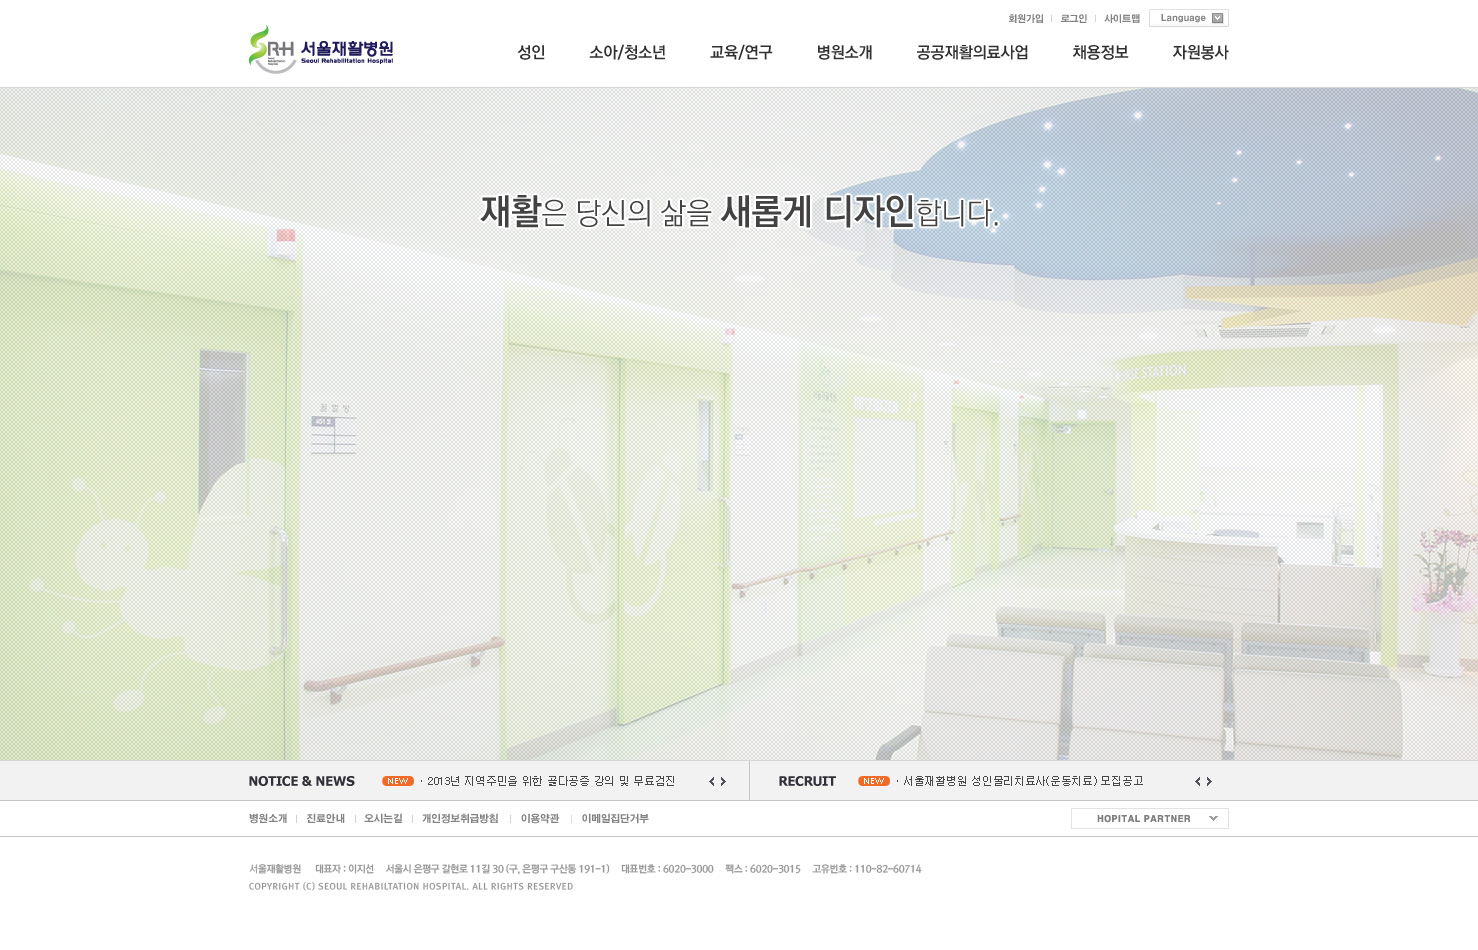 회원가입 로그인 사이트맵 Language
SRH 서울재활병원
Seoul Rehabilitation Hospital
성인 소아/청소년 교육/연구 병원소개 공공재활의료사업 채용정보 자원봉사
재활은 당신의 삶을 새롭게 디자인합니다.
SE STATION
NOTICE & NEWS NEW · 2013년 지역주민을 위한 골다공증 강의 및 무료검진
RECRUIT NEW · 서울재활병원 성인물리치료사(운동치료) 모집공고
병원소개 진료안내 오시는길 개인정보취급방침 이용약관 이메일집단거부
HOPITAL PARTNER
서울재활병원 대표자 : 이지선 서울시 은평구 갈현로 11길 30 (구, 은평구 구산동 191-1) 대표번호 : 6020-3000 팩스 : 6020-3015 고유번호 : 110-82-60714
COPYRIGHT (C) SEOUL REHABILTATION HOSPITAL. ALL RIGHTS RESERVED